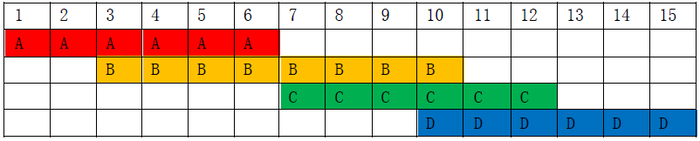 1 2 3 4 5 6 7 8 9 10 11 12 13 14 15
A A A A A A
B B B B B B B B
C C C C C C
D D D D D D